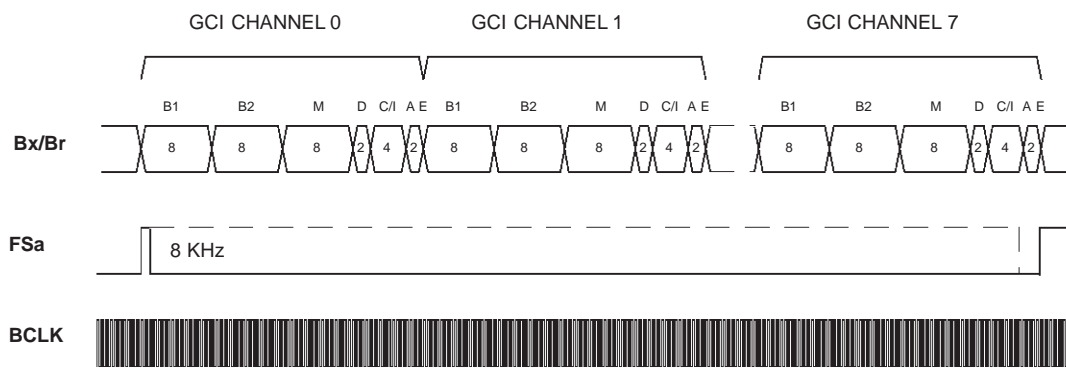 GCI CHANNEL 0 GCI CHANNEL 1 GCI CHANNEL 7
B1 B2 M D C/I A E B1 B2 M D C/I A E B1 B2 M D C/I A E
Bx/Br 8 8 8 2 4 2 8 8 8 2 4 2 8 8 8 2 4 2
FSa 8 KHz
BCLK